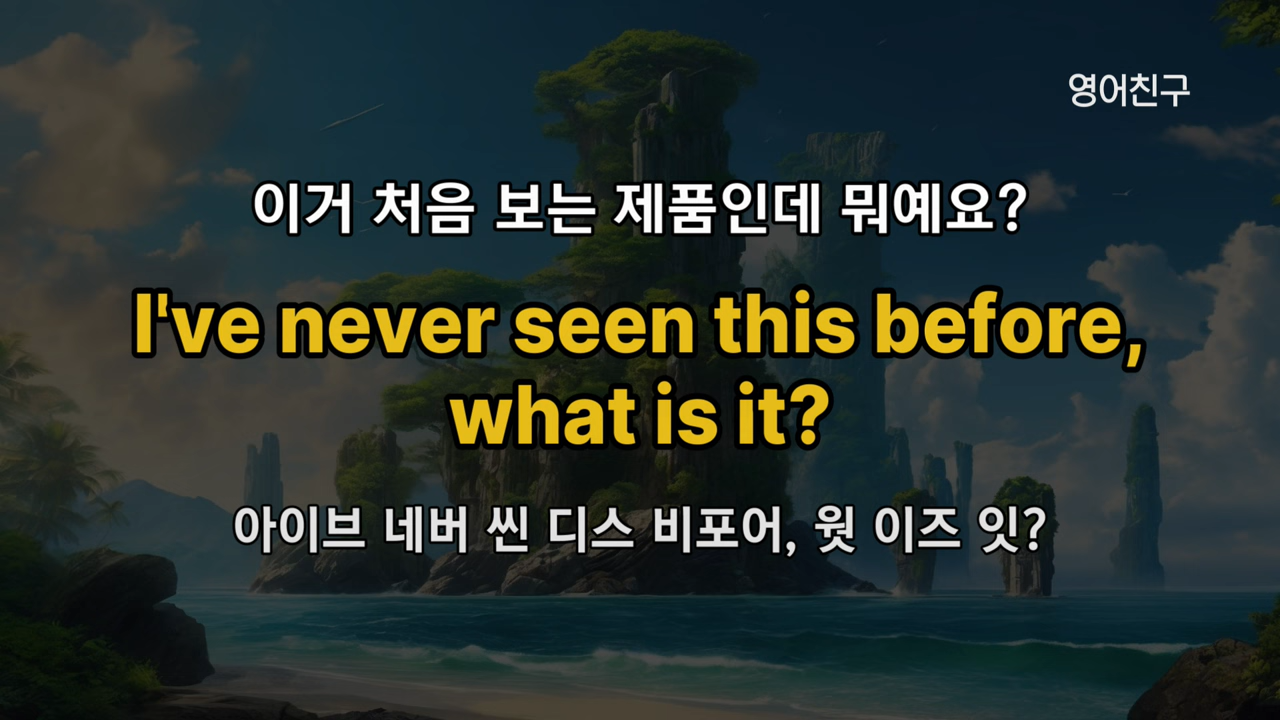 영어친구
이거 처음 보는 제품인데 뭐예요?
I've never seen this before,
what is it?
아이브 네버 씬 디스 비포어, 웟 이즈 잇?